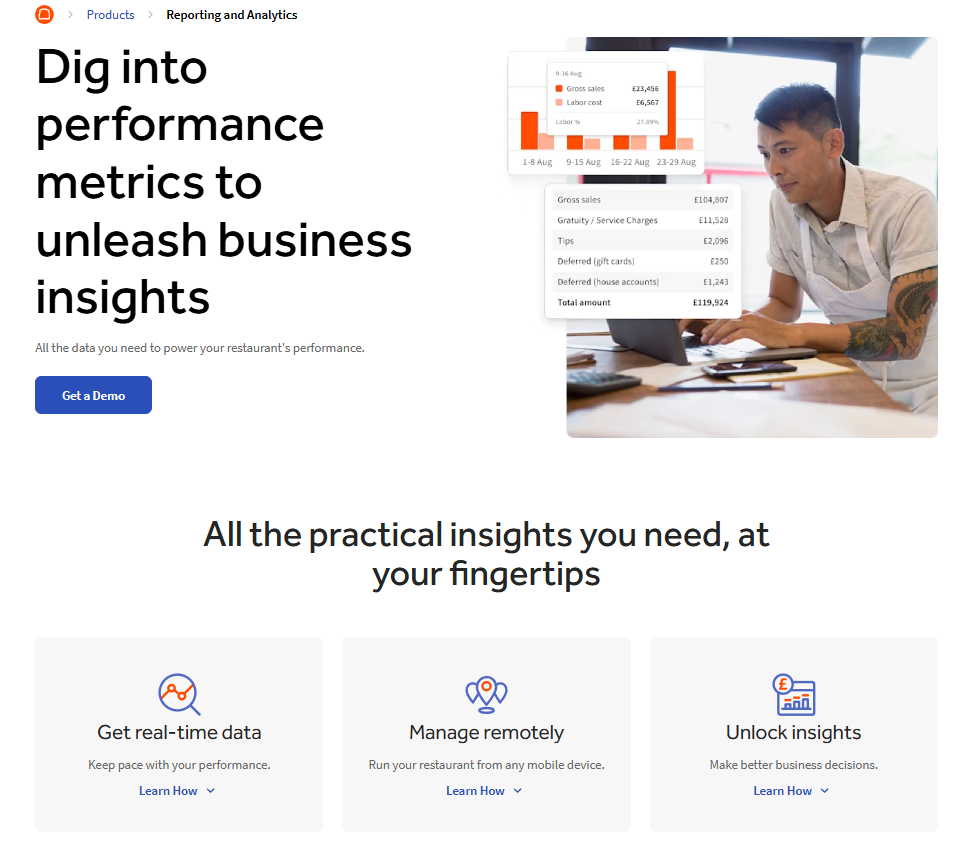 Products
Reporting and Analytics
Dig into
performance
metrics to
unleash business
insights
All the data you need to power your restaurant's performance.
Get a Demo
9-16 Aug
Gross sales £23,456
Labor cost £6,567
Labor % 27.99%
1-8 Aug 9-15 Aug 16-22 Aug 23-29 Aug
Gross sales £104,807
Gratuity / Service Charges £11,528
Tips £2,096
Deferred (gift cards) £250
Deferred (house accounts) £1,243
Total amount £119,924
All the practical insights you need, at
your fingertips
Get real-time data
Keep pace with your performance.
Learn How
Manage remotely
Run your restaurant from any mobile device.
Learn How
£
Unlock insights
Make better business decisions.
Learn How